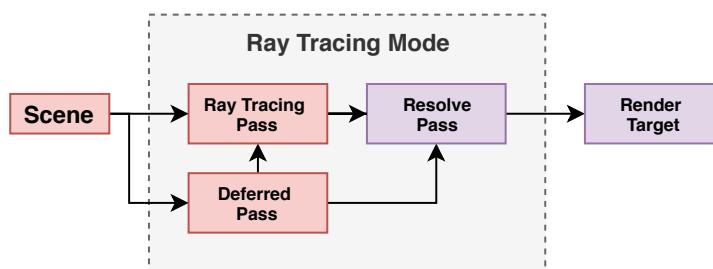 Ray Tracing Mode
Scene
Ray Tracing
Pass
Resolve
Pass
Render
Target
Deferred
Pass